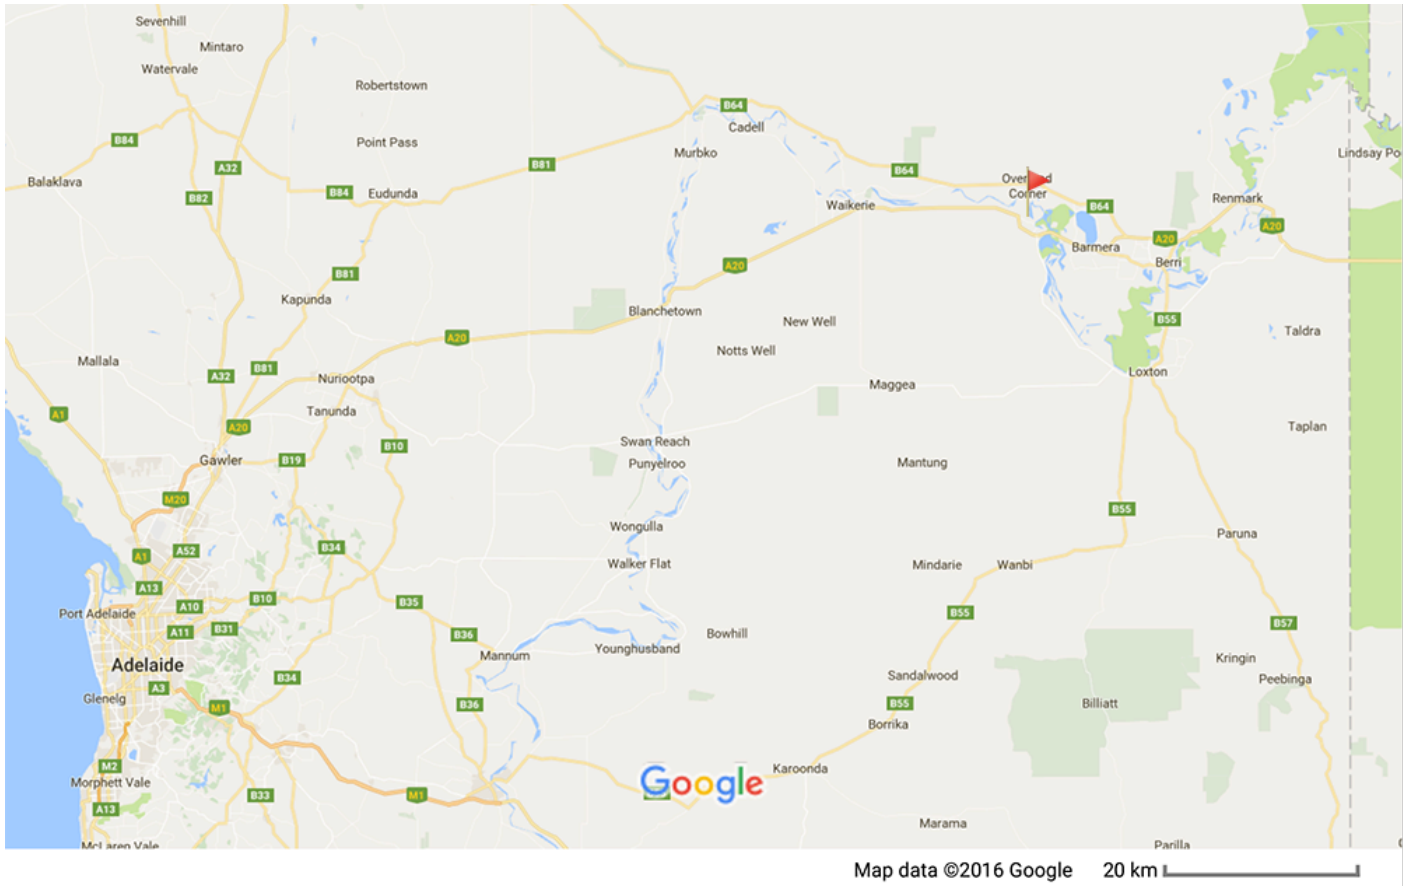 Sevenhill
Mintaro
Watervale
Robertstown
B64
Cadell
B84
Point Pass
Murbko
Lindsay Po
A32
B81
B64
Balaklava
B84
Eudunda
Corner
B82
Waikerie
B64
Renmark
A20
A20
Barmera
Berri
A20
B81
Kapunda
Blanchetown
New Well
B55
Taldra
A20
Notts Well
Mallala
B81
A32
Nuriootpa
Maggea
Loxton
Tanunda
A1
A20
Taplan
Swan Reach
B10
Gawler
B19
Punyelroo
Mantung
M20
B55
Wongulla
Paruna
A1
A52
B34
Walker Flat
Mindarie
Wanbi
A13
B10
B35
A10
Port Adelaide
B55
B57
A11
B31
B36
Bowhill
Mannum
Younghusband
Adelaide
Kringin
B34
Sandalwood
Peebinga
A3
Glenelg
M1
B36
B55
Billiatt
Borrika
M2
Karoonda
Morphett Vale
Google
B33
M1
A13
Marama
McLaren Vale
Parilla
Map data ©2016 Google 20 km